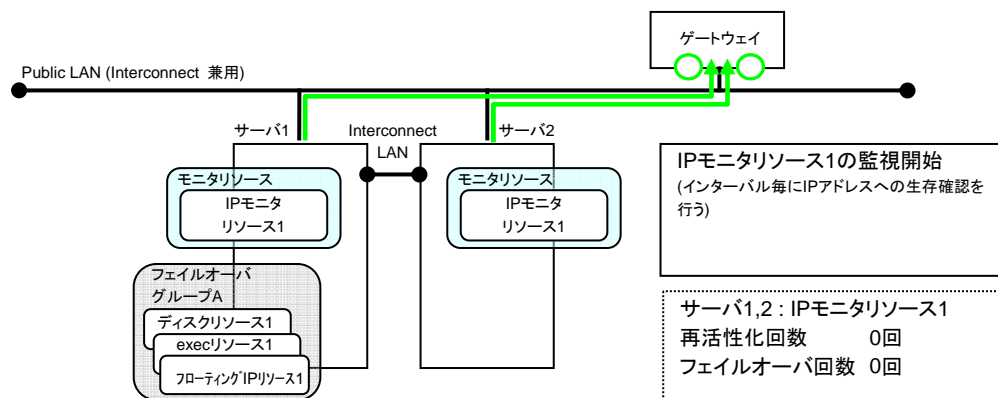 ゲートウェイ
Public LAN (Interconnect 兼用)
サーバ1
Interconnect
LAN
サーバ2
モニタリソース
IPモニタ
リソース1
モニタリソース
IPモニタ
リソース1
IPモニタリソース1の監視開始
(インターバル毎にIPアドレスへの生存確認を
行う)
フェイルオーバ
グループA
ディスクリソース1
execリソース1
フローティングIPリソース1
サーバ1,2 : IPモニタリソース1
再活性化回数 0回
フェイルオーバ回数 0回